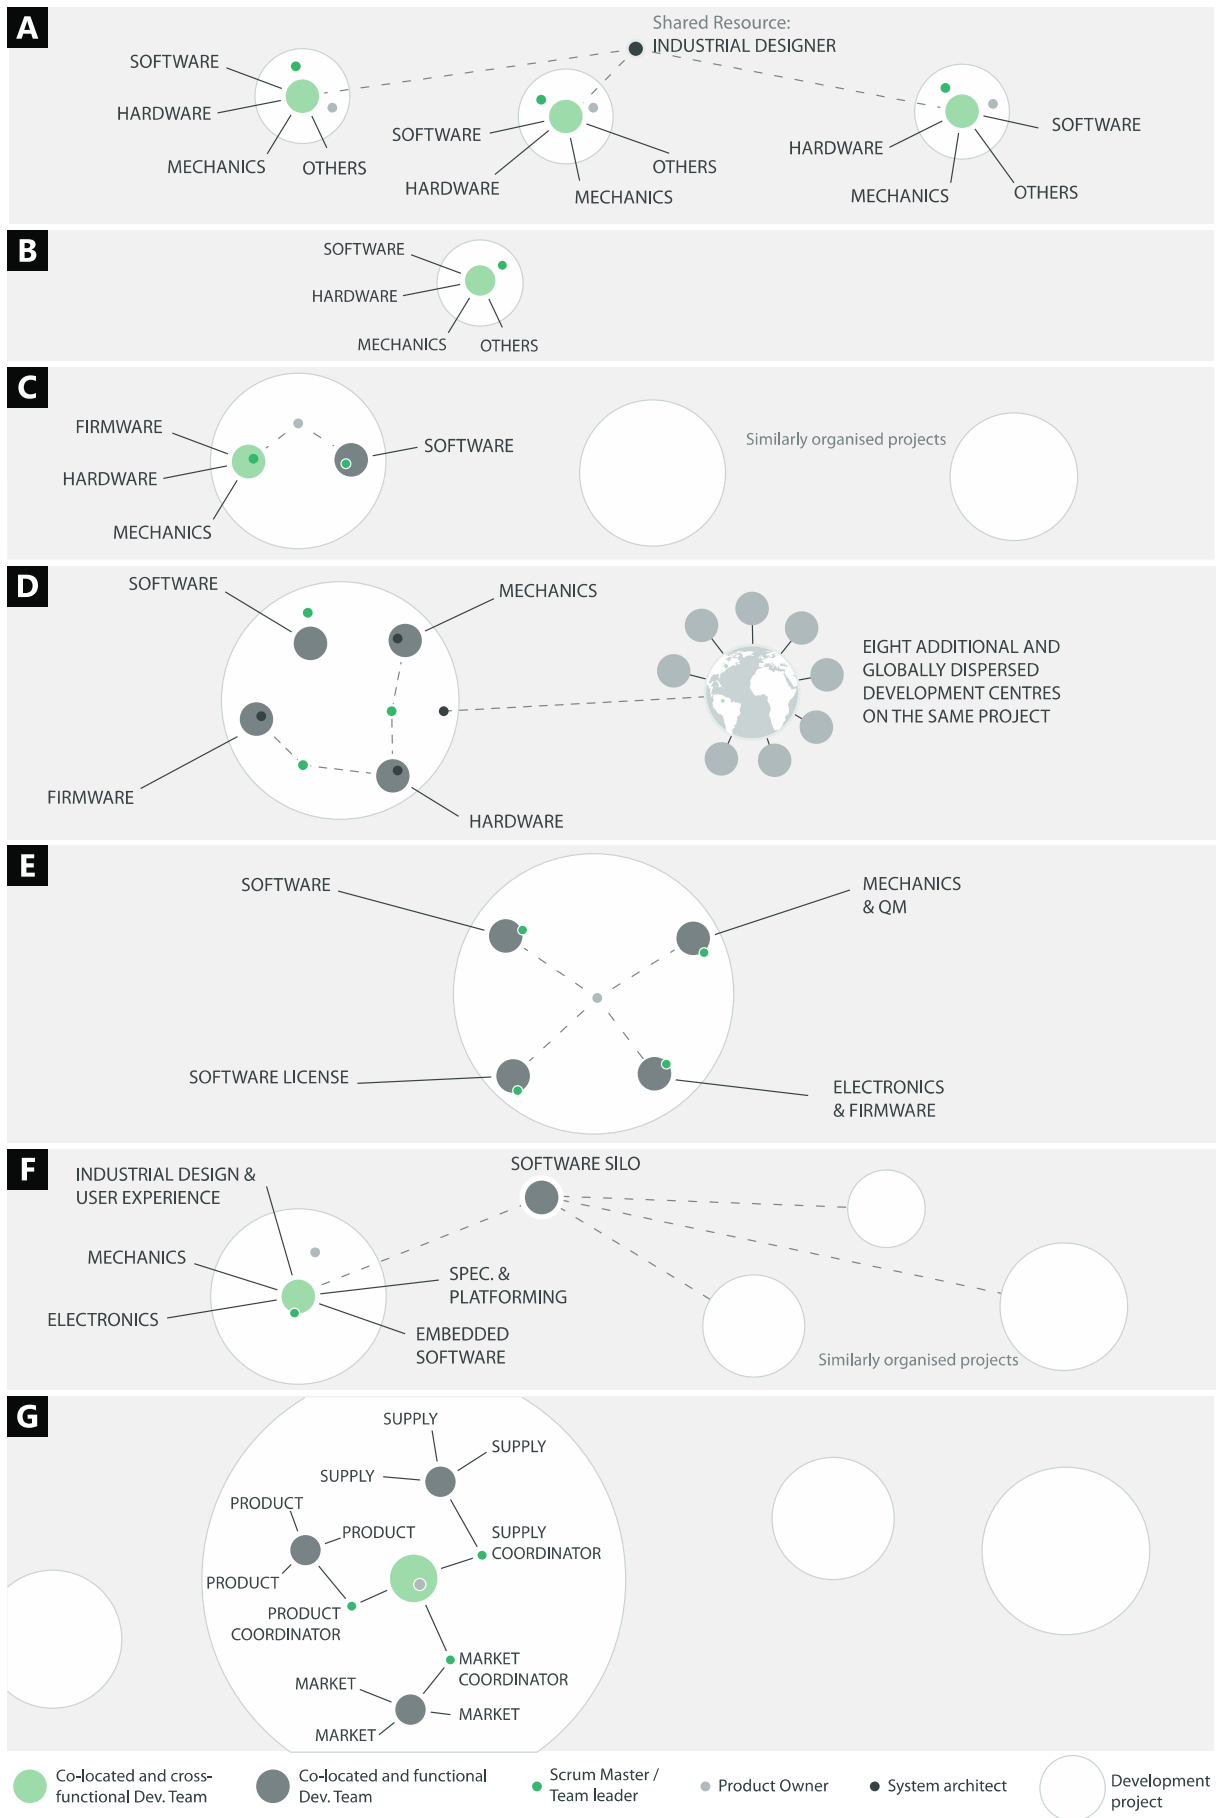 A
Shared Resource:
INDUSTRIAL DESIGNER
SOFTWARE
HARDWARE
MECHANICS
OTHERS
SOFTWARE
HARDWARE
MECHANICS
OTHERS
HARDWARE
SOFTWARE
MECHANICS
OTHERS
B
SOFTWARE
HARDWARE
MECHANICS
OTHERS
C
FIRMWARE
HARDWARE
MECHANICS
SOFTWARE
Similarly organised projects
D
SOFTWARE
MECHANICS
FIRMWARE
HARDWARE
EIGHT ADDITIONAL AND
GLOBALLY DISPERSED
DEVELOPMENT CENTRES
ON THE SAME PROJECT
E
SOFTWARE
MECHANICS
& QM
SOFTWARE LICENSE
ELECTRONICS
& FIRMWARE
F
INDUSTRIAL DESIGN &
USER EXPERIENCE
MECHANICS
ELECTRONICS
SOFTWARE SILO
SPEC. &
PLATFORMING
EMBEDDED
SOFTWARE
Similarly organised projects
G
SUPPLY
SUPPLY
SUPPLY
PRODUCT
PRODUCT
PRODUCT
SUPPLY
COORDINATOR
PRODUCT
COORDINATOR
MARKET
COORDINATOR
MARKET
MARKET
MARKET
Co-located and cross-
functional Dev. Team
Co-located and functional
Dev. Team
Scrum Master /
Team leader
Product Owner
System architect
Development
project